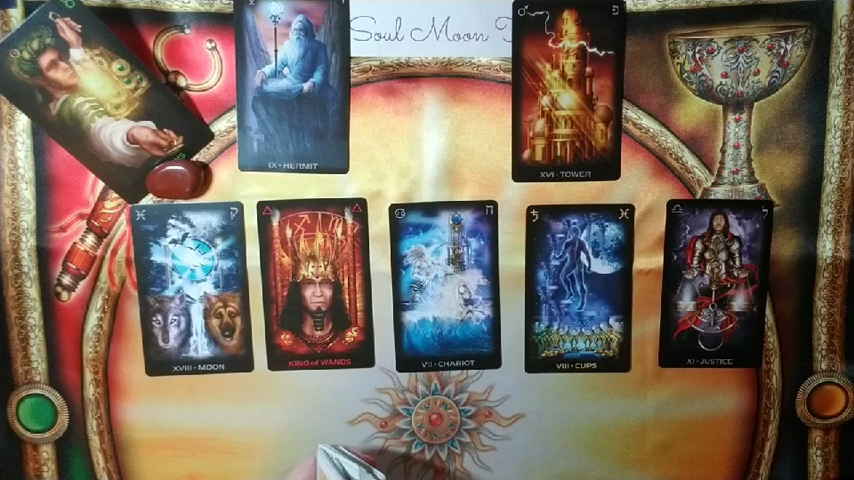 Soul Moon T
IX · HERMIT
XVI · TOWER
XVIII · MOON
KING of WANDS
VII · CHARIOT
VIII · CUPS
XI · JUSTICE